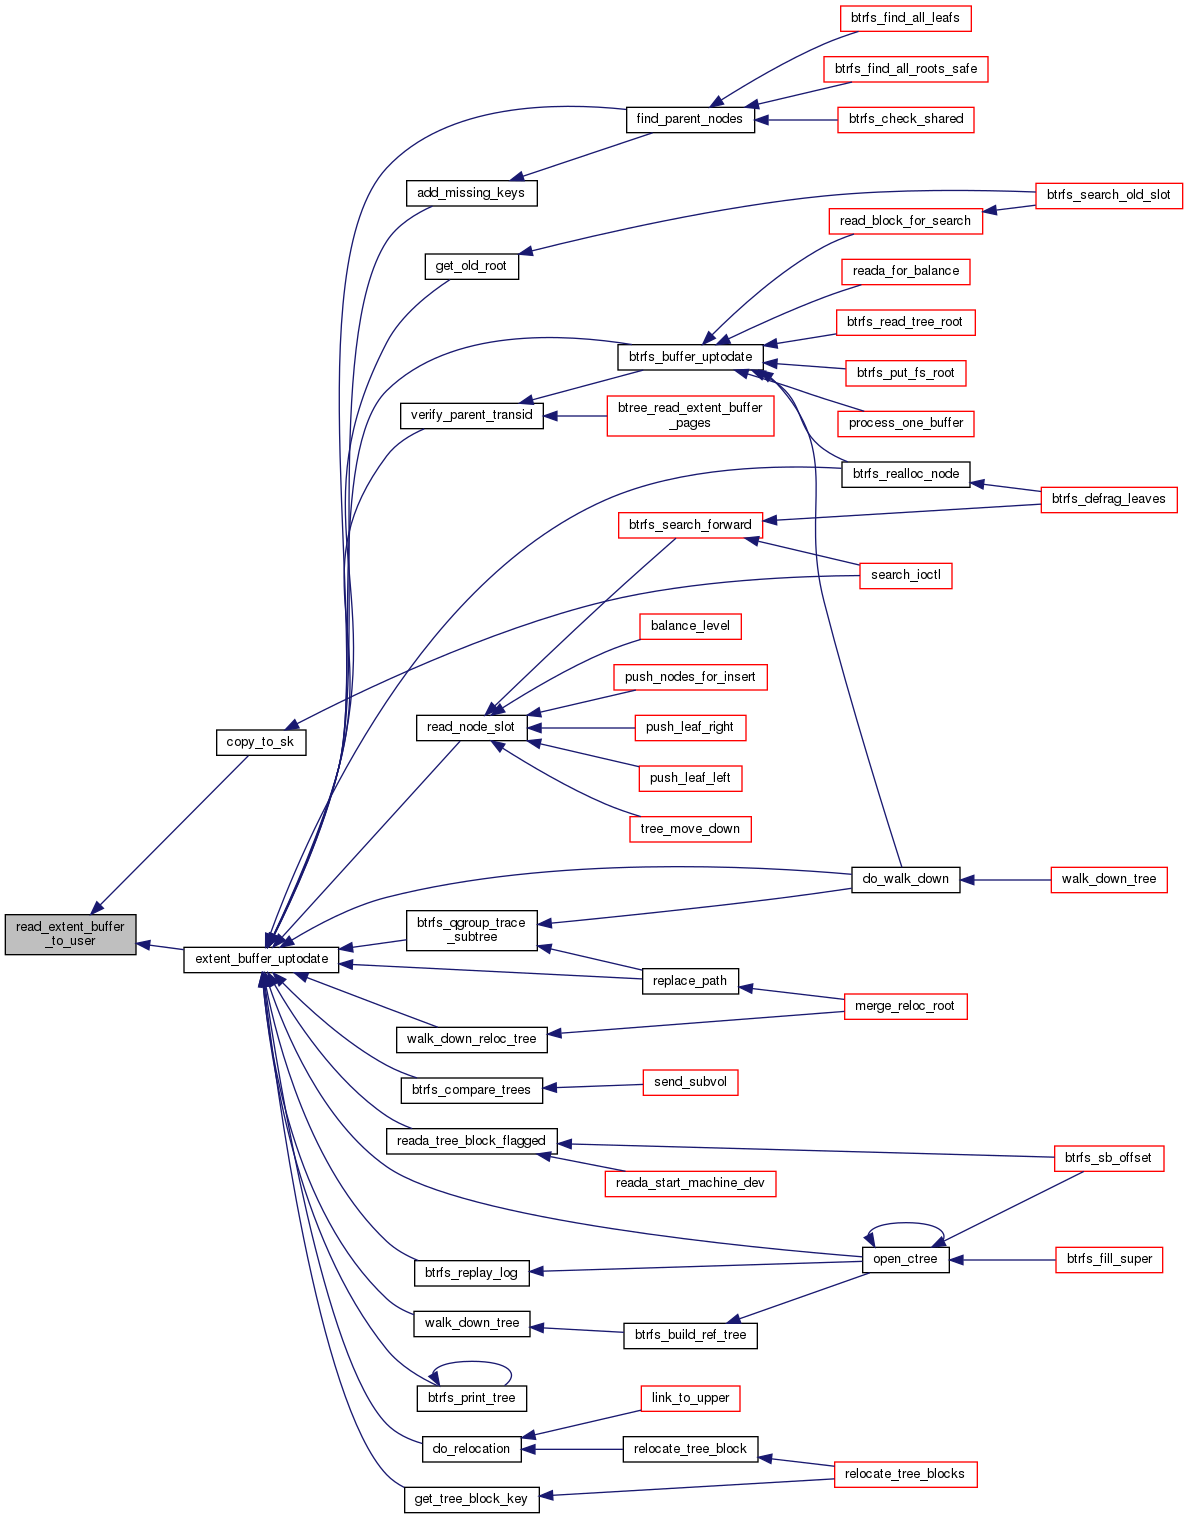 btrfs_find_all_leafs
btrfs_find_all_roots_safe
find_parent_nodes
btrfs_check_shared
add_missing_keys
btrfs_search_old_slot
read_block_for_search
get_old_root
reada_for_balance
btrfs_read_tree_root
btrfs_buffer_uptodate
btrfs_put_fs_root
verify_parent_transid
btree_read_extent_buffer
_pages
process_one_buffer
btrfs_realloc_node
btrfs_defrag_leaves
btrfs_search_forward
search_ioctl
balance_level
push_nodes_for_insert
read_node_slot
push_leaf_right
copy_to_sk
push_leaf_left
tree_move_down
do_walk_down
walk_down_tree
read_extent_buffer
_to_user
btrfs_qgroup_trace
_subtree
extent_buffer_uptodate
replace_path
merge_reloc_root
walk_down_reloc_tree
btrfs_compare_trees
send_subvol
reada_tree_block_flagged
btrfs_sb_offset
reada_start_machine_dev
open_ctree
btrfs_fill_super
btrfs_replay_log
walk_down_tree
btrfs_build_ref_tree
btrfs_print_tree
link_to_upper
do_relocation
relocate_tree_block
relocate_tree_blocks
get_tree_block_key